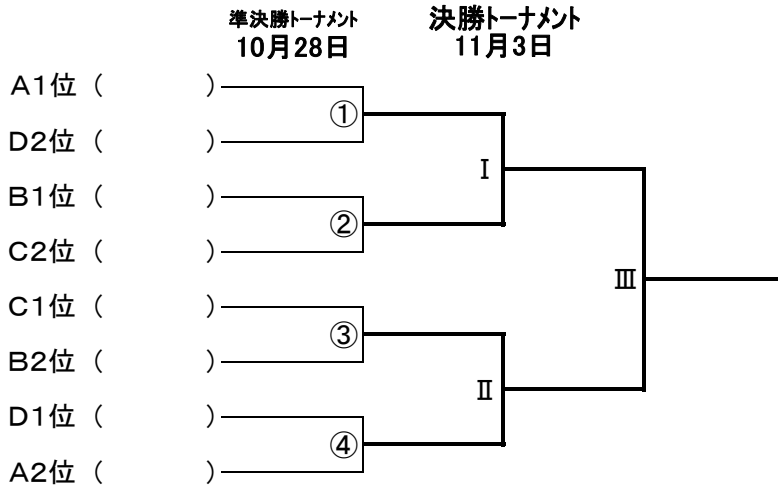 準決勝トーナメント 決勝トーナメント
10月28日 11月3日
A1位 ( )
①
D2位 ( )
Ⅰ
B1位 ( )
②
C2位 ( )
Ⅲ
C1位 ( )
③
B2位 ( )
Ⅱ
D1位 ( )
④
A2位 ( )